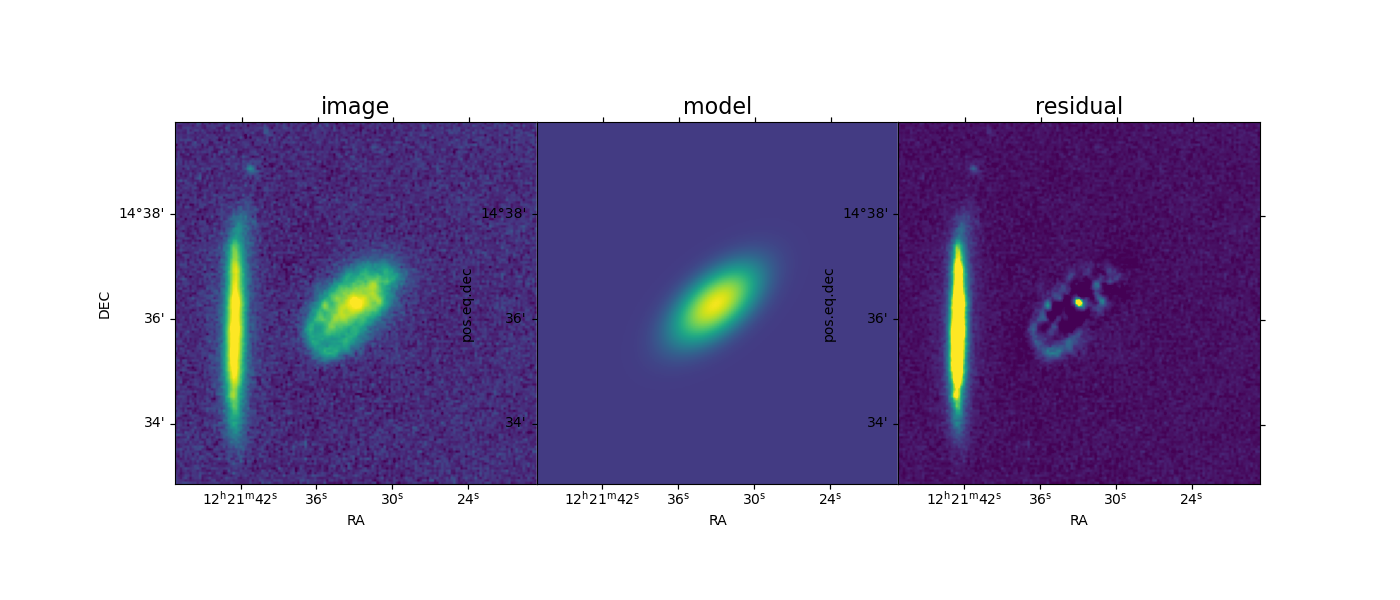 image model residual
14°38' 14°38' 14°38'
DEC pos.eq.dec pos.eq.dec
36' 36' 36'
34' 34' 34'
12ʰ21ᵐ42ˢ 36ˢ 30ˢ 24ˢ 12ʰ21ᵐ42ˢ 36ˢ 30ˢ 24ˢ 12ʰ21ᵐ42ˢ 36ˢ 30ˢ 24ˢ
RA RA RA